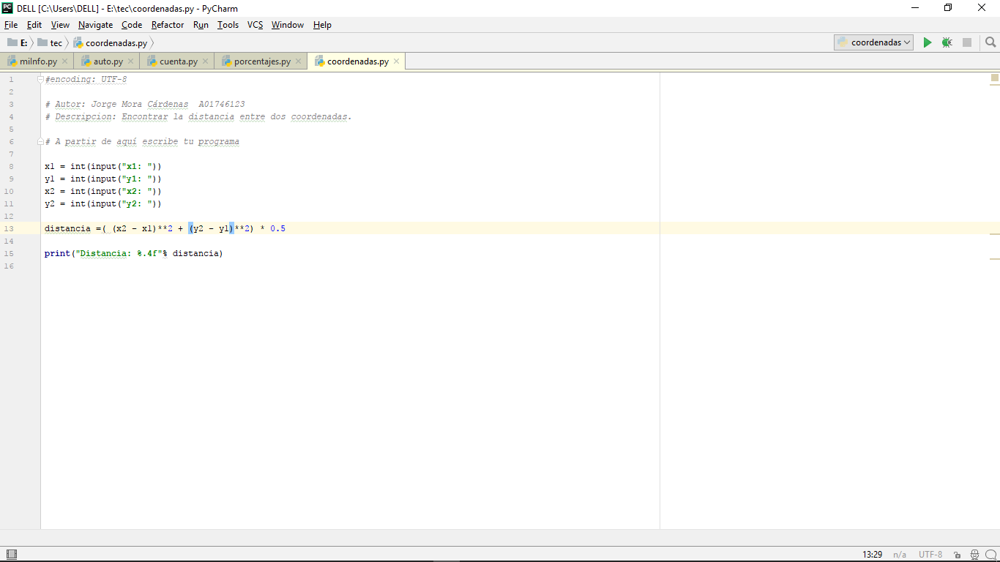 DELL [C:\Users\DELL] - E:\tec\coordenadas.py - PyCharm
File Edit View Navigate Code Refactor Run Tools VCS Window Help
E: tec coordenadas.py coordenadas
miInfo.py auto.py cuenta.py porcentajes.py coordenadas.py
1 #encoding: UTF-8
2
3 # Autor: Jorge Mora Cárdenas  A01746123
4 # Descripcion: Encontrar la distancia entre dos coordenadas.
5
6 # A partir de aquí escribe tu programa
7
8 x1 = int(input("x1: "))
9 y1 = int(input("y1: "))
10 x2 = int(input("x2: "))
11 y2 = int(input("y2: "))
12
13 distancia =( (x2 - x1)**2 + (y2 - y1)**2) * 0.5
14
15 print("Distancia: %.4f"% distancia)
16
13:29 n/a UTF-8